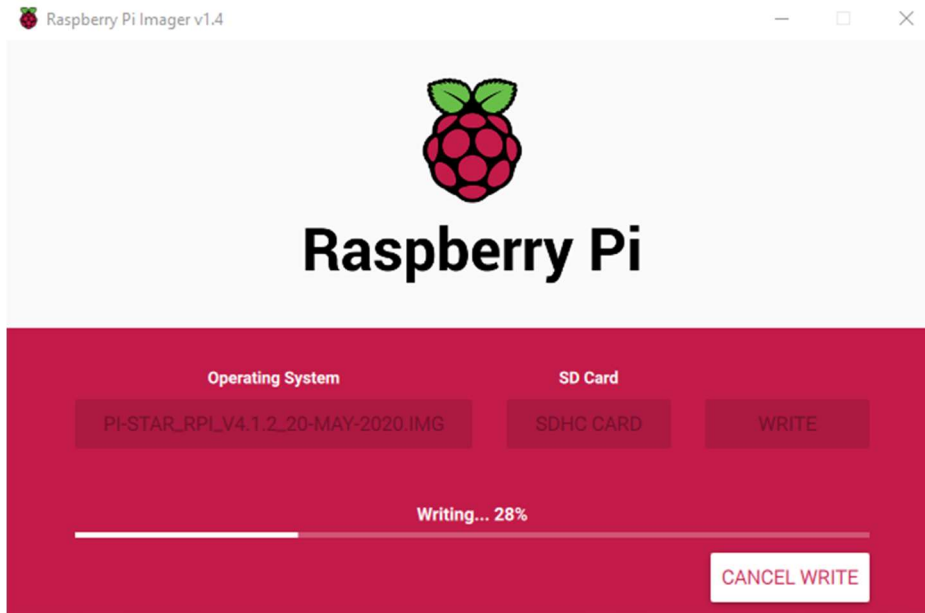 Raspberry Pi Imager v1.4
Raspberry Pi
Operating System
SD Card
PI-STAR_RPI_V4.1.2_20-MAY-2020.IMG
SDHC CARD
WRITE
Writing... 28%
CANCEL WRITE